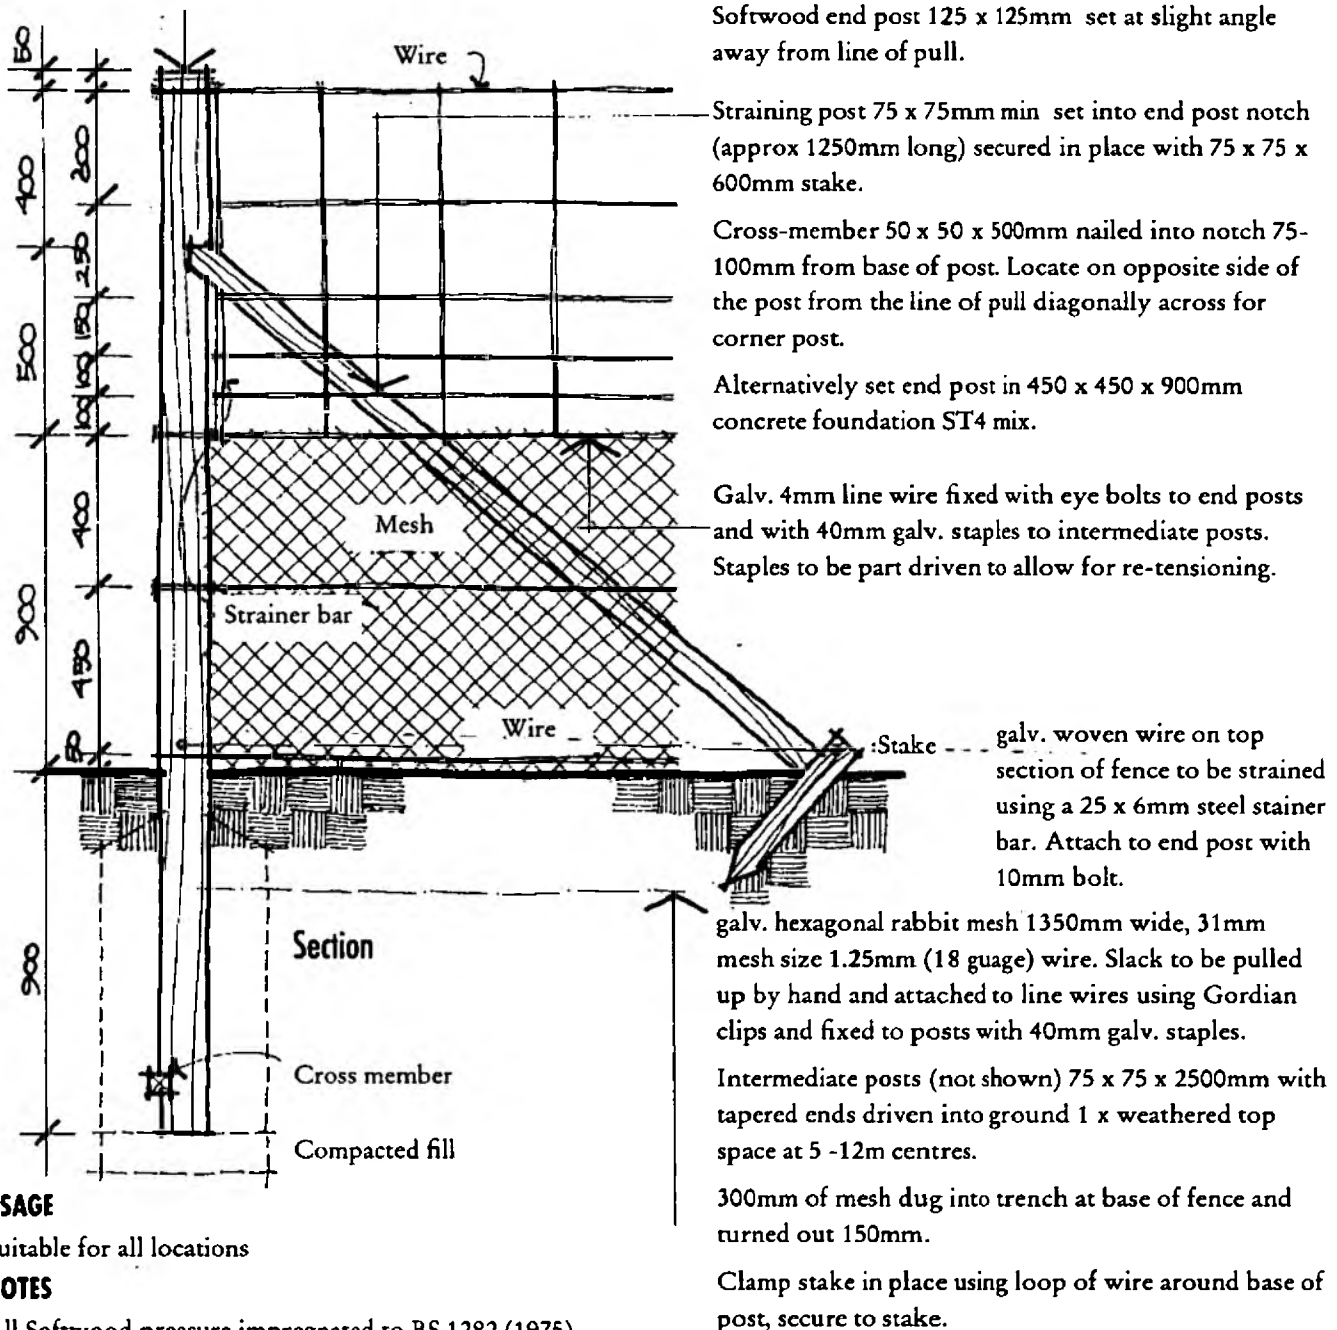 Softwood end post 125 x 125mm set at slight angle
away from line of pull.
Straining post 75 x 75mm min set into end post notch
(approx 1250mm long) secured in place with 75 x 75 x
600mm stake.
Cross-member 50 x 50 x 500mm nailed into notch 75-
100mm from base of post. Locate on opposite side of
the post from the line of pull diagonally across for
corner post.
Alternatively set end post in 450 x 450 x 900mm
concrete foundation ST4 mix.
Galv. 4mm line wire fixed with eye bolts to end posts
and with 40mm galv. staples to intermediate posts.
Staples to be part driven to allow for re-tensioning.
galv. woven wire on top
section of fence to be strained
using a 25 x 6mm steel stainer
bar. Attach to end post with
10mm bolt.
galv. hexagonal rabbit mesh 1350mm wide, 31mm
mesh size 1.25mm (18 guage) wire. Slack to be pulled
up by hand and attached to line wires using Gordian
clips and fixed to posts with 40mm galv. staples.
Intermediate posts (not shown) 75 x 75 x 2500mm with
tapered ends driven into ground 1 x weathered top
space at 5 -12m centres.
300mm of mesh dug into trench at base of fence and
turned out 150mm.
Clamp stake in place using loop of wire around base of
post, secure to stake.
Wire
Mesh
Strainer bar
Wire
:Stake
Section
Cross member
Compacted fill
50
400
500
900
900
200
250
150
100
100
400
450
50
SAGE
uitable for all locations
OTES
ll Softwood pressure impregnated to BS 1282 (1975)